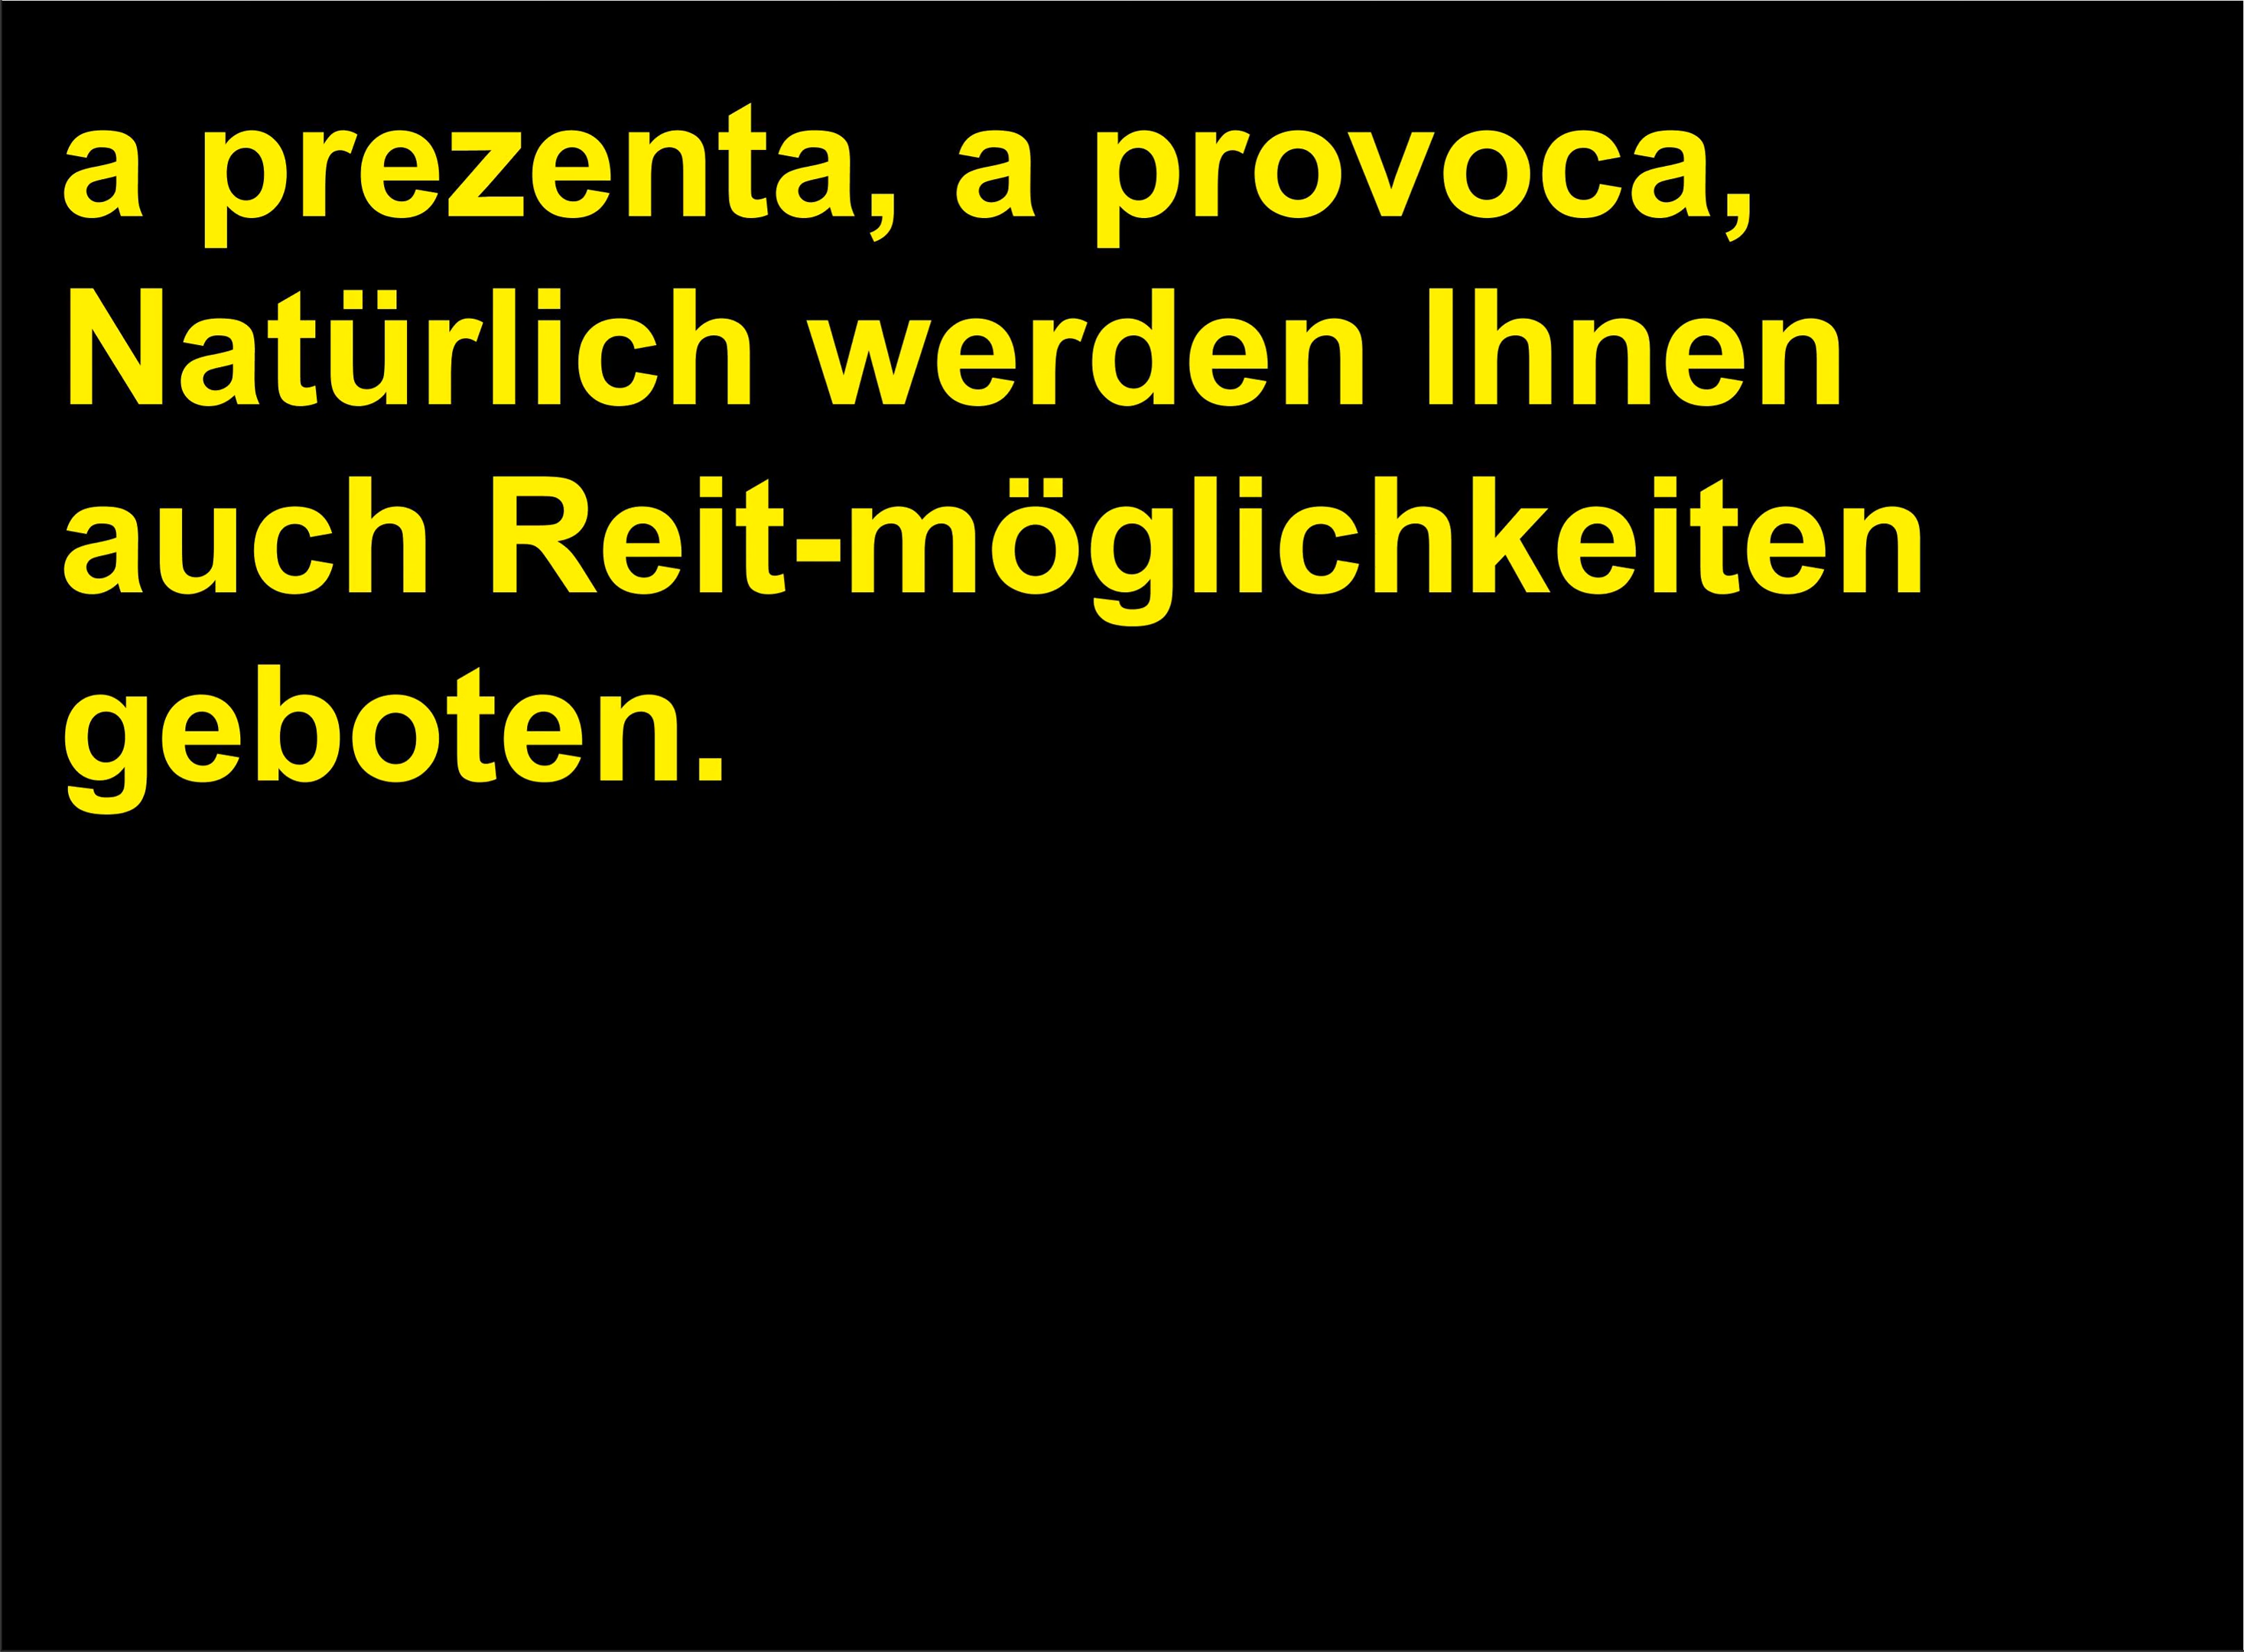 a prezenta, a provoca,
Natürlich werden Ihnen
auch Reit-möglichkeiten
geboten.